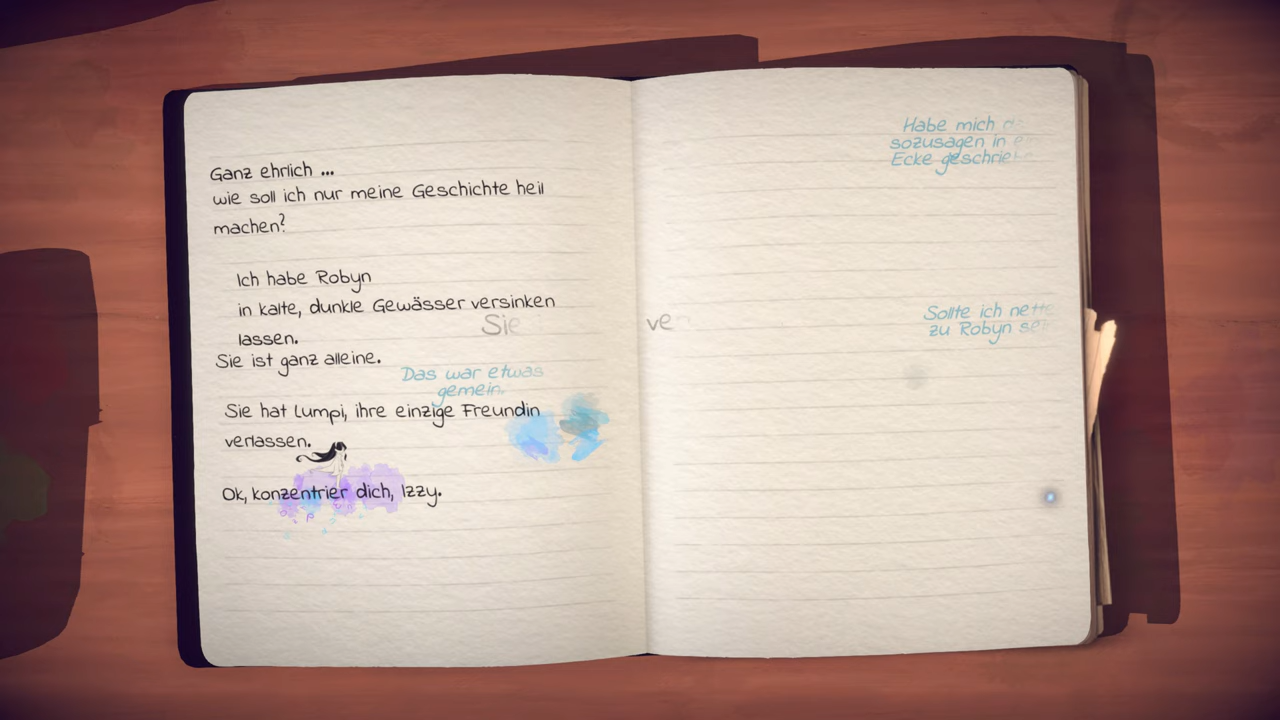 Ganz ehrlich ...
wie soll ich nur meine Geschichte heil
machen?
Ich habe Robyn
in kalte, dunkle Gewässer versinken
lassen.
Sie
Sie ist ganz alleine.
Das war etwas
gemein.
Sie hat Lumpi, ihre einzige Freundin
verlassen.
Ok, konzentrier dich, Izzy.
Habe mich
sozusagen in
Ecke
Sollte ich
zu Robyn